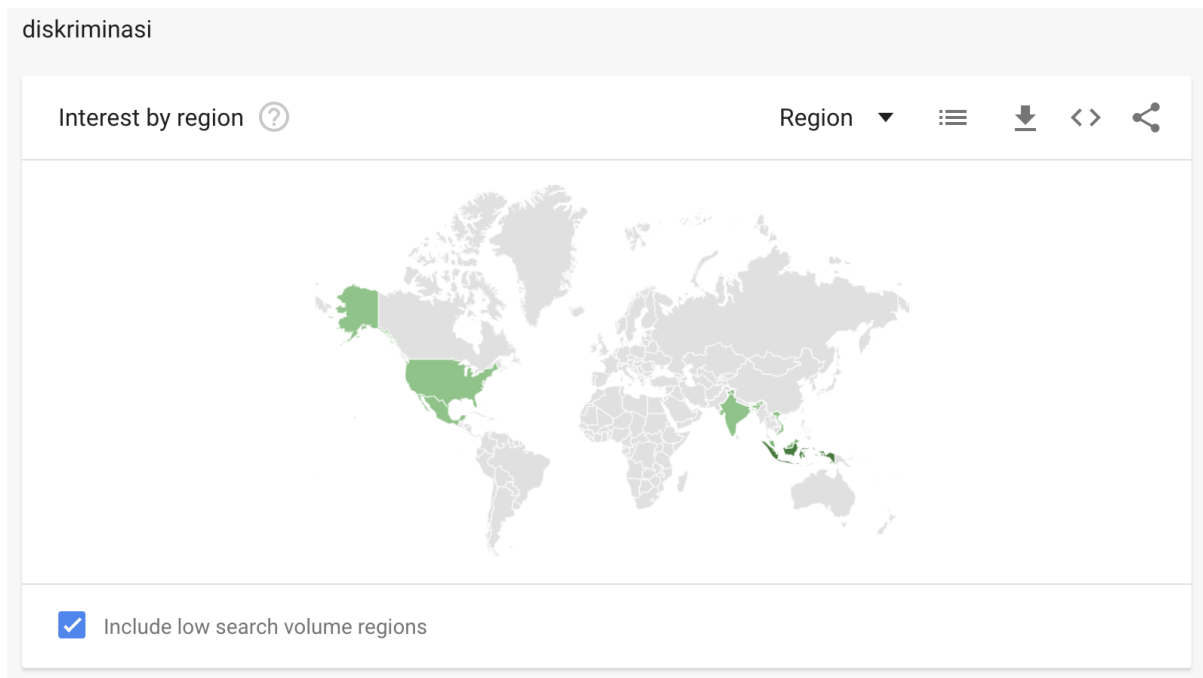 diskriminasi
Interest by region
Region
Include low search volume regions